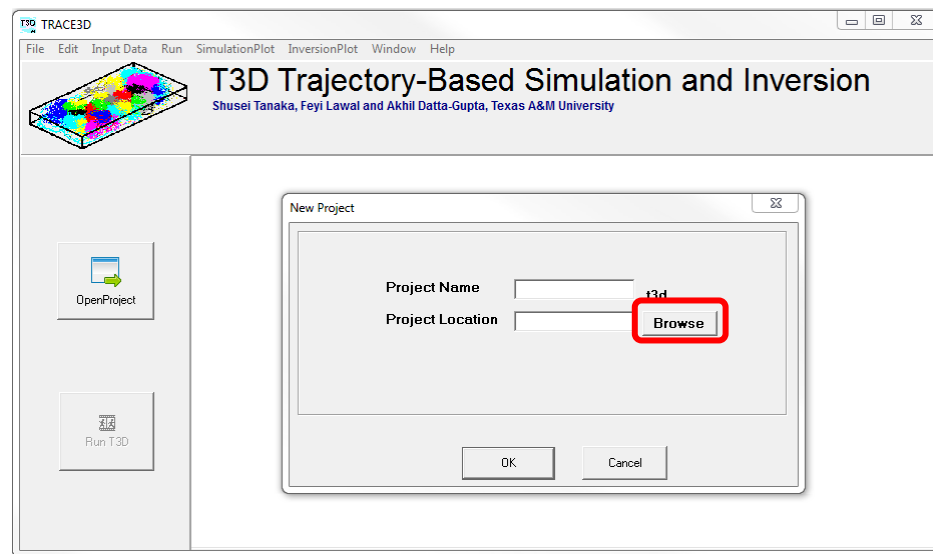 TRACE3D
File Edit Input Data Run SimulationPlot InversionPlot Window Help
T3D Trajectory-Based Simulation and Inversion
Shusei Tanaka, Feyi Lawal and Akhil Datta-Gupta, Texas A&M University
New Project
Project Name
t3d
Project Location
Browse
OpenProject
Run T3D
OK
Cancel